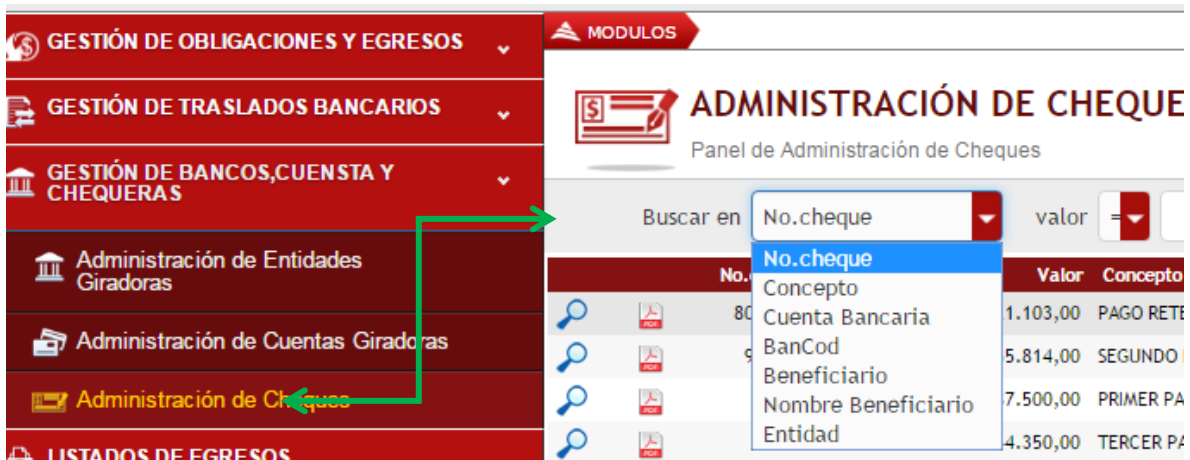 GESTIÓN DE OBLIGACIONES Y EGRESOS
GESTIÓN DE TRASLADOS BANCARIOS
GESTIÓN DE BANCOS,CUENSTA Y
CHEQUERAS
Administración de Entidades
Giradoras
Administración de Cuentas Giradoras
Administración de Cheques
LISTADOS DE EGRESOS
MODULOS
ADMINISTRACIÓN DE CHEQUE
Panel de Administración de Cheques
Buscar en No.cheque valor =
No.cheque
Concepto
Cuenta Bancaria
BanCod
Beneficiario
Nombre Beneficiario
Entidad
No. Valor Concepto
80 1.103,00 PAGO RETE
9 5.814,00 SEGUNDO
7.500,00 PRIMER PA
4.350,00 TERCER PA